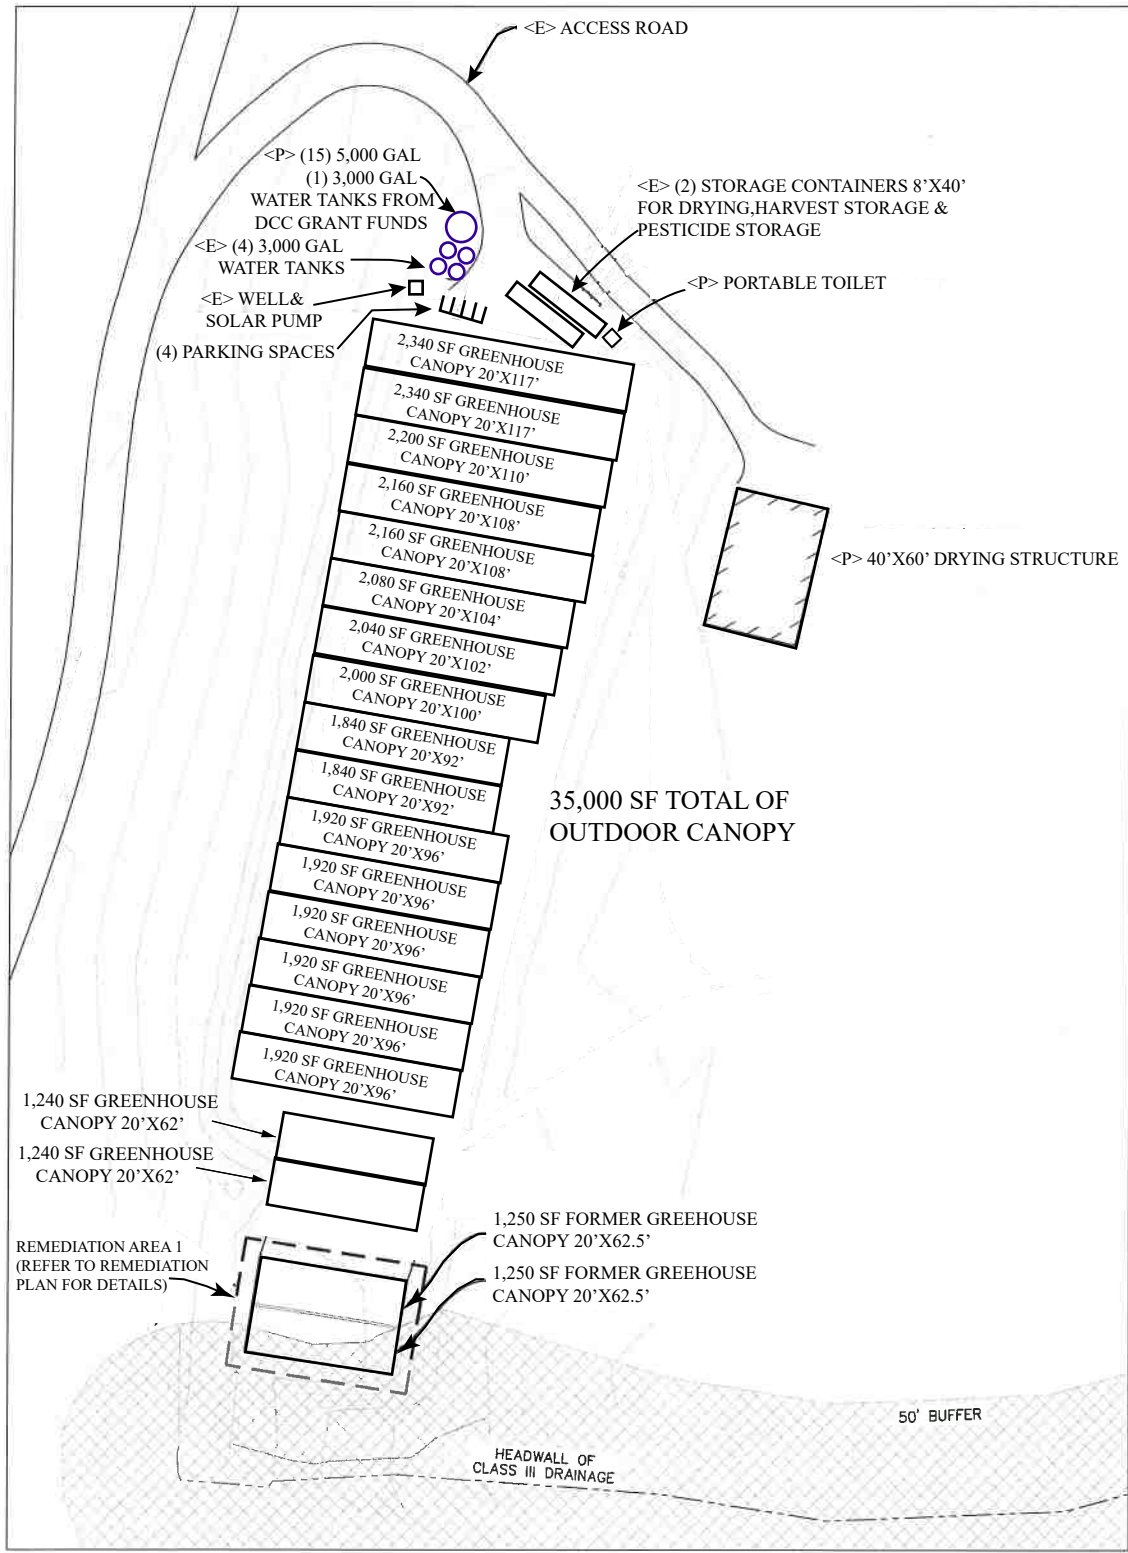 <E> ACCESS ROAD
<P> (15) 5,000 GAL
(1) 3,000 GAL
WATER TANKS FROM
DCC GRANT FUNDS
<E> (4) 3,000 GAL
WATER TANKS
<E> WELL&
SOLAR PUMP
(4) PARKING SPACES
<E> (2) STORAGE CONTAINERS 8’X40’
FOR DRYING,HARVEST STORAGE &
PESTICIDE STORAGE
<P> PORTABLE TOILET
2,340 SF GREENHOUSE
CANOPY 20’X117’
2,340 SF GREENHOUSE
CANOPY 20’X117’
2,200 SF GREENHOUSE
CANOPY 20’X110’
2,160 SF GREENHOUSE
CANOPY 20’X108’
2,160 SF GREENHOUSE
CANOPY 20’X108’
2,080 SF GREENHOUSE
CANOPY 20’X104’
2,040 SF GREENHOUSE
CANOPY 20’X102’
2,000 SF GREENHOUSE
CANOPY 20’X100’
1,840 SF GREENHOUSE
CANOPY 20’X92’
1,840 SF GREENHOUSE
CANOPY 20’X92’
1,920 SF GREENHOUSE
CANOPY 20’X96’
1,920 SF GREENHOUSE
CANOPY 20’X96’
1,920 SF GREENHOUSE
CANOPY 20’X96’
1,920 SF GREENHOUSE
CANOPY 20’X96’
1,920 SF GREENHOUSE
CANOPY 20’X96’
1,920 SF GREENHOUSE
CANOPY 20’X96’
<P> 40’X60’ DRYING STRUCTURE
35,000 SF TOTAL OF
OUTDOOR CANOPY
1,240 SF GREENHOUSE
CANOPY 20’X62’
1,240 SF GREENHOUSE
CANOPY 20’X62’
1,250 SF FORMER GREEHOUSE
CANOPY 20’X62.5’
1,250 SF FORMER GREEHOUSE
CANOPY 20’X62.5’
REMEDIATION AREA 1
(REFER TO REMEDIATION
PLAN FOR DETAILS)
50' BUFFER
HEADWALL OF
CLASS III DRAINAGE